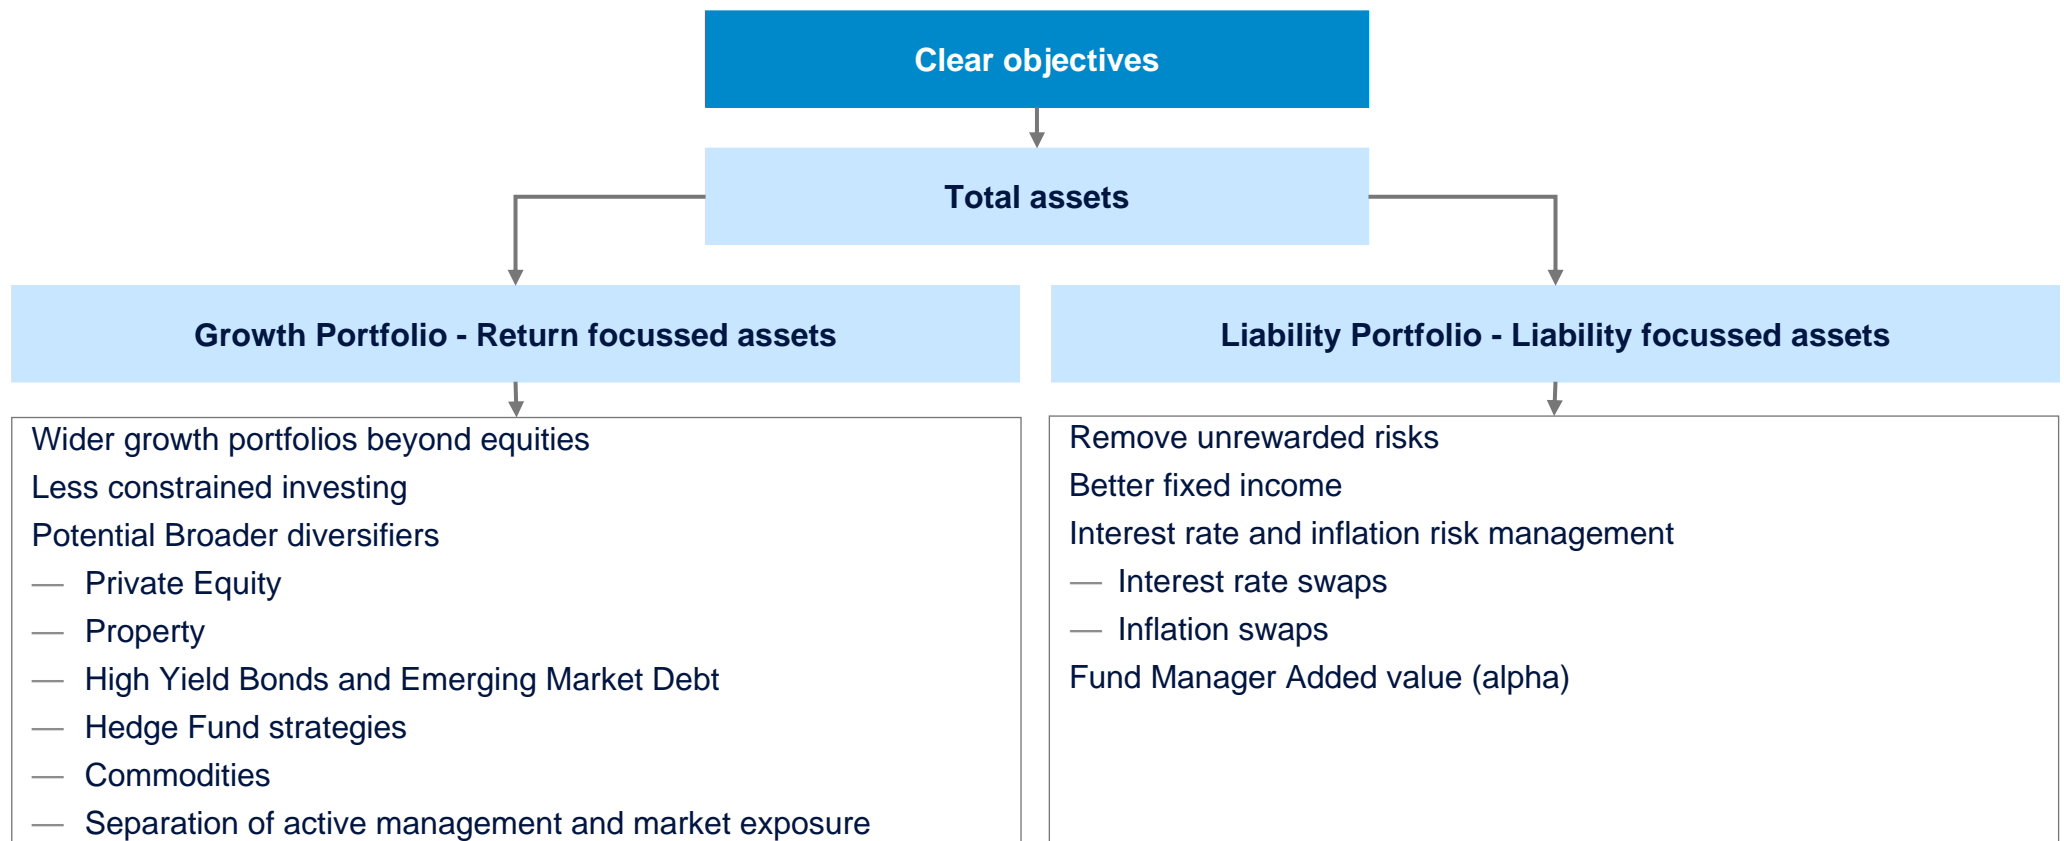 Clear objectives
Total assets
Growth Portfolio - Return focussed assets
Liability Portfolio - Liability focussed assets
Wider growth portfolios beyond equities
Less constrained investing
Potential Broader diversifiers
— Private Equity
— Property
— High Yield Bonds and Emerging Market Debt
— Hedge Fund strategies
— Commodities
— Separation of active management and market exposure
Remove unrewarded risks
Better fixed income
Interest rate and inflation risk management
— Interest rate swaps
— Inflation swaps
Fund Manager Added value (alpha)